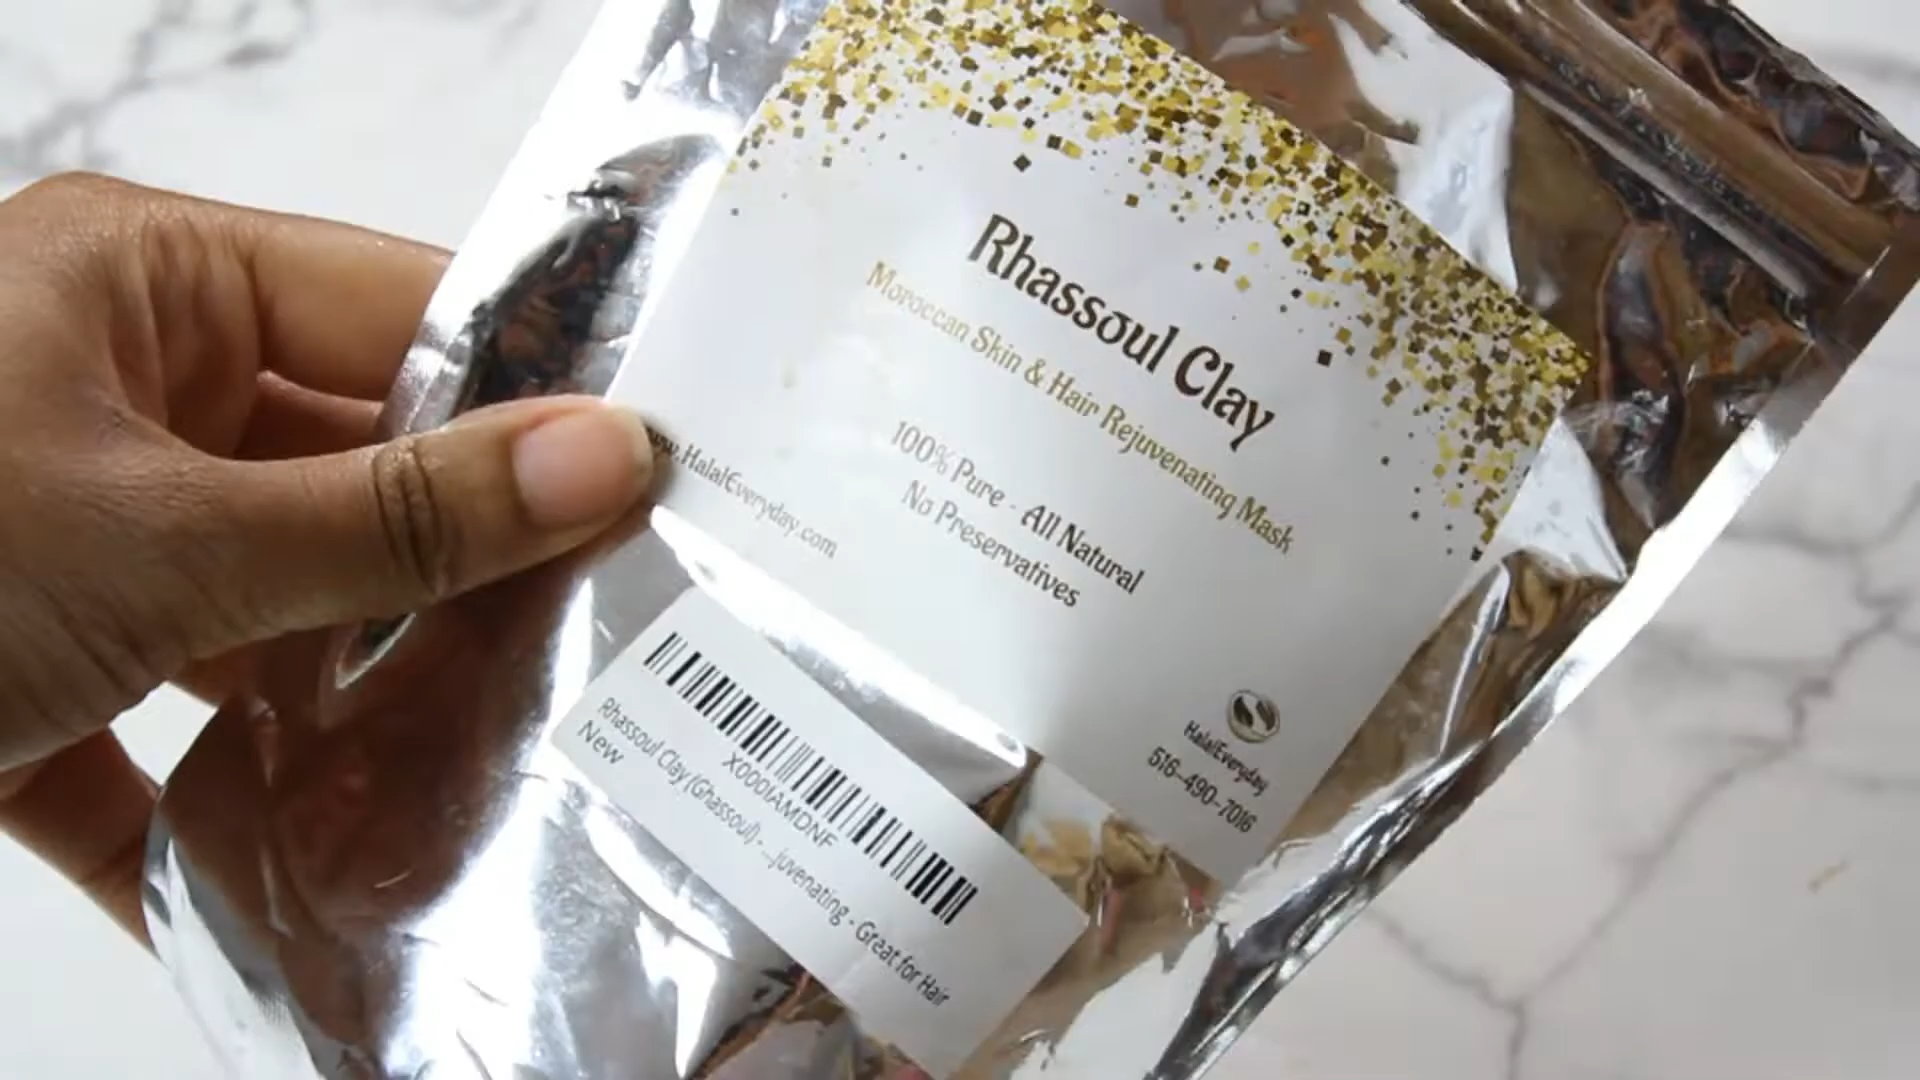 Rhassoul Clay
Moroccan Skin & Hair Rejuvenating Mask
100% Pure - All Natural
No Preservatives
www.HalalEveryday.com
HalalEveryday
516-490-7016
X000IAMDNF
Rhassoul Clay (Ghassoul) - ...juvenating - Great for Hair
New